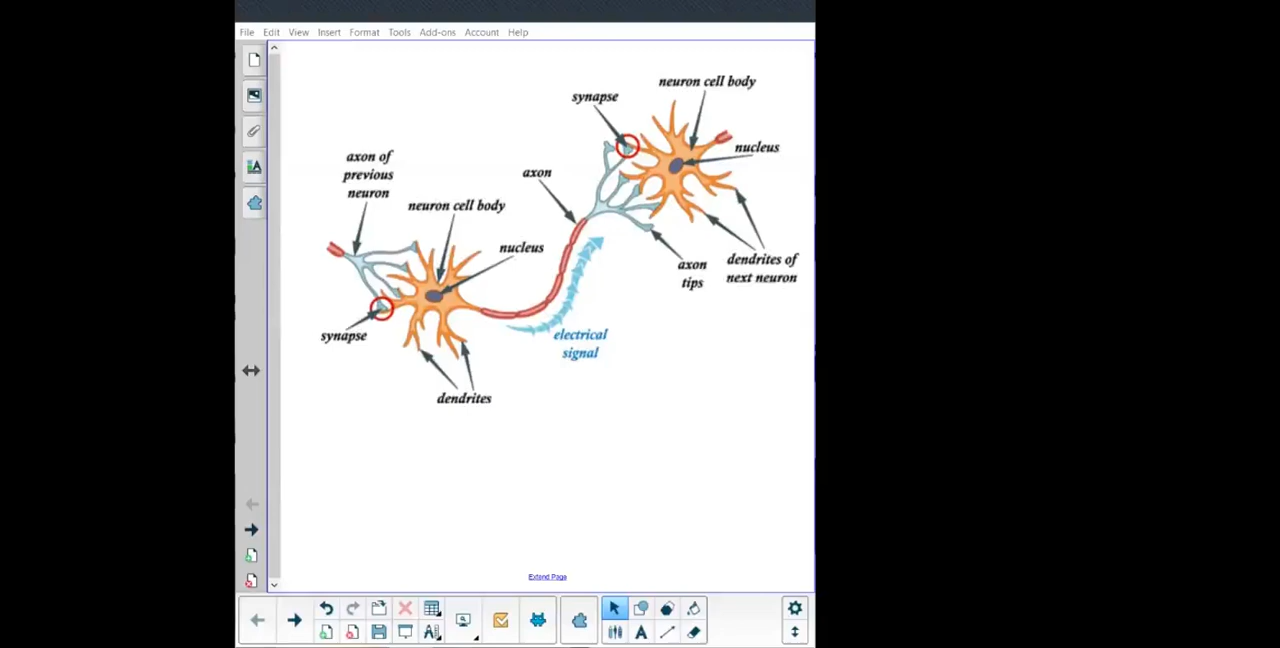 File Edit View Insert Format Tools Add-ons Account Help
neuron cell body
synapse
nucleus
axon of
previous
neuron
axon
neuron cell body
nucleus
axon
tips
dendrites of
next neuron
synapse
electrical
signal
dendrites
Extend Page